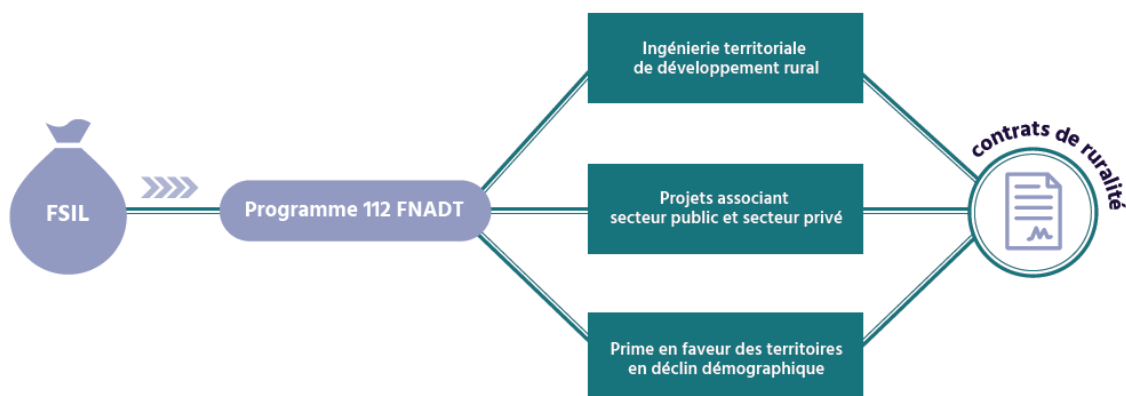 FSIL
Programme 112 FNADT
Ingénierie territoriale
de développement rural
Projets associant
secteur public et secteur privé
Prime en faveur des territoires
en déclin démographique
contrats de ruralité